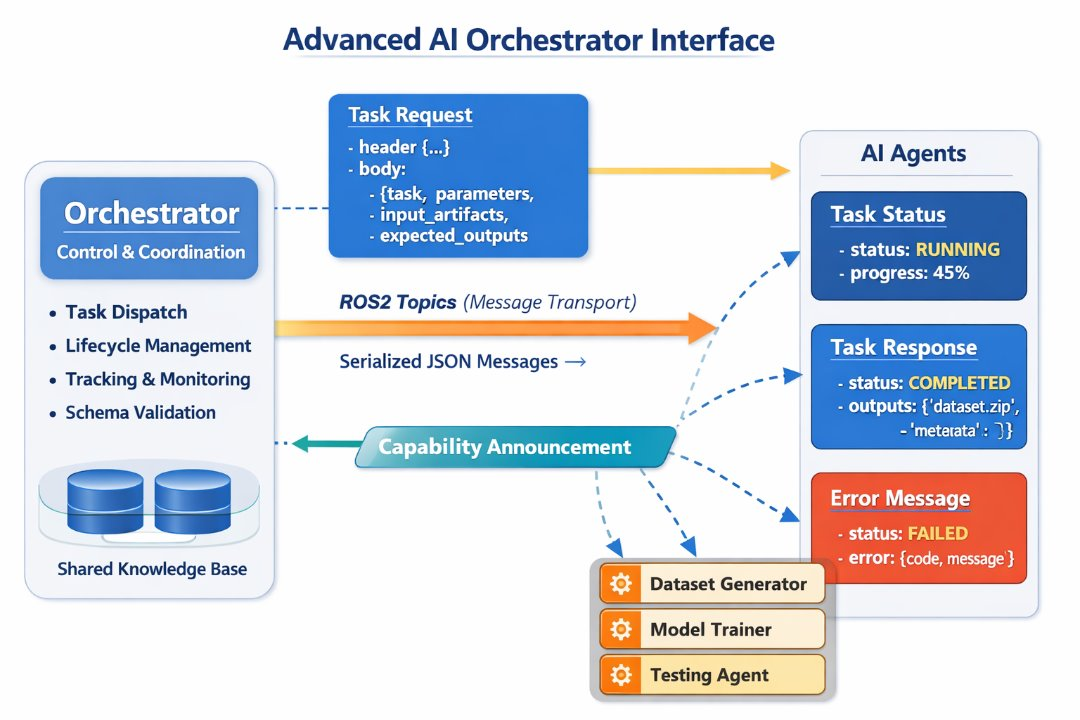 Advanced AI Orchestrator Interface
Orchestrator
Control & Coordination
• Task Dispatch
• Lifecycle Management
• Tracking & Monitoring
• Schema Validation
Shared Knowledge Base
Task Request
- header {...}
- body:
- {task, parameters,
- input_artifacts,
- expected_outputs
ROS2 Topics (Message Transport)
Serialized JSON Messages →
Capability Announcement
Dataset Generator
Model Trainer
Testing Agent
AI Agents
Task Status
- status: RUNNING
- progress: 45%
Task Response
- status: COMPLETED
- outputs: {'dataset.zip',
Error Message
- status: FAILED
- error: {code, message'}